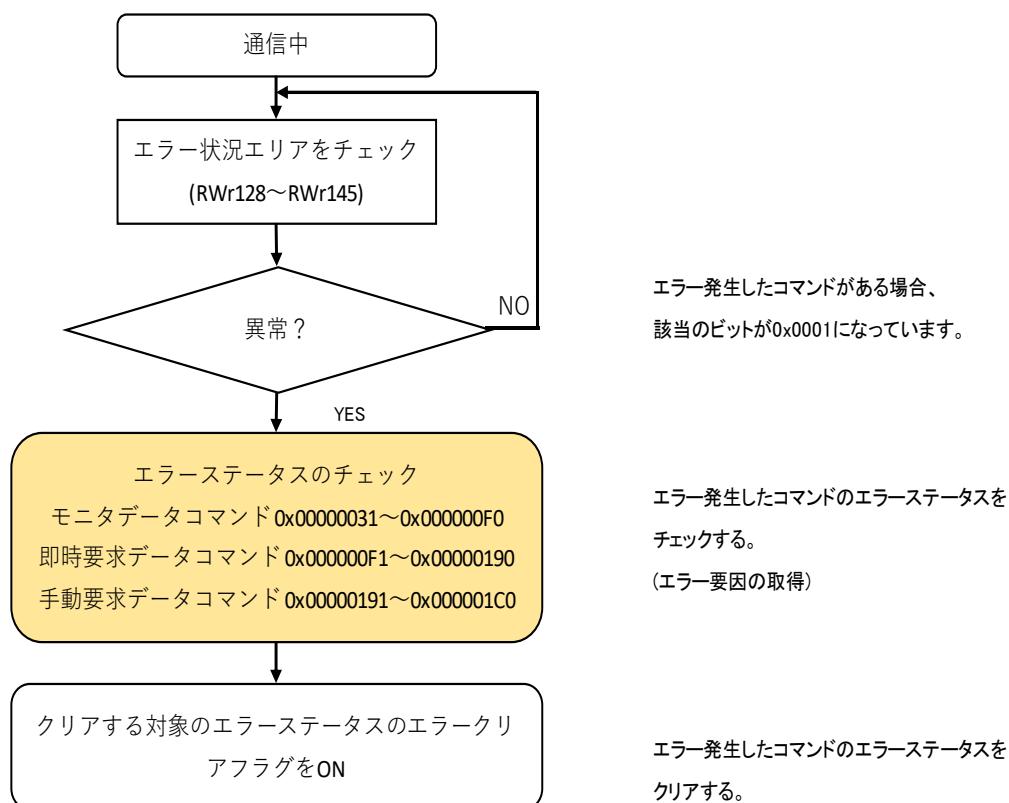 通信中
エラー状況エリアをチェック
(RWr128～RWr145)
異常？
NO
エラー発生したコマンドがある場合、
該当のビットが0x0001になっています。
YES
エラーステータスのチェック
モニタデータコマンド0x00000031～0x000000F0
即時要求データコマンド0x000000F1～0x00000190
手動要求データコマンド0x00000191～0x000001C0
エラー発生したコマンドのエラーステータスを
チェックする。
(エラー要因の取得)
クリアする対象のエラーステータスのエラークリ
アフラグをON
エラー発生したコマンドのエラーステータスを
クリアする。